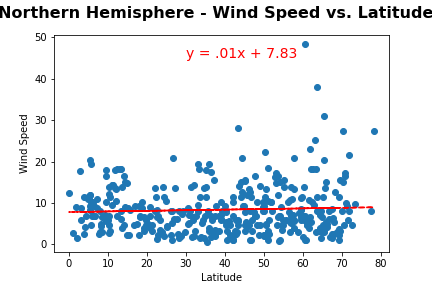 Northern Hemisphere - Wind Speed vs. Latitude
y = .01x + 7.83
50
40
30
20
10
0
Wind Speed
0 10 20 30 40 50 60 70 80
Latitude